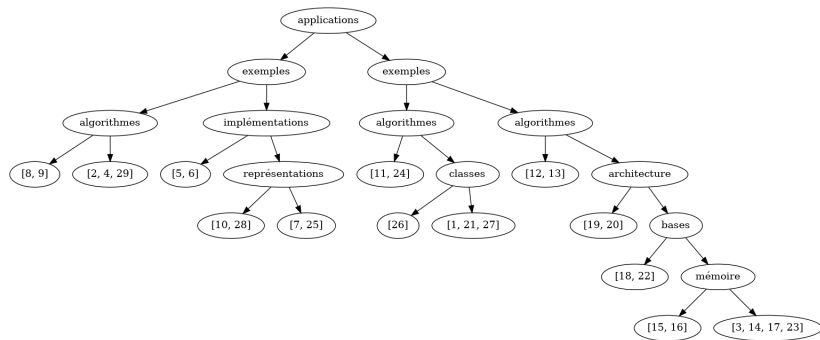 applications
exemples exemples
algorithmes implémentations algorithmes algorithmes
[8, 9] [2, 4, 29] [5, 6] représentations [11, 24] classes [12, 13] architecture
[10, 28] [7, 25] [26] [1, 21, 27] [19, 20] bases
[18, 22] mémoire
[15, 16] [3, 14, 17, 23]